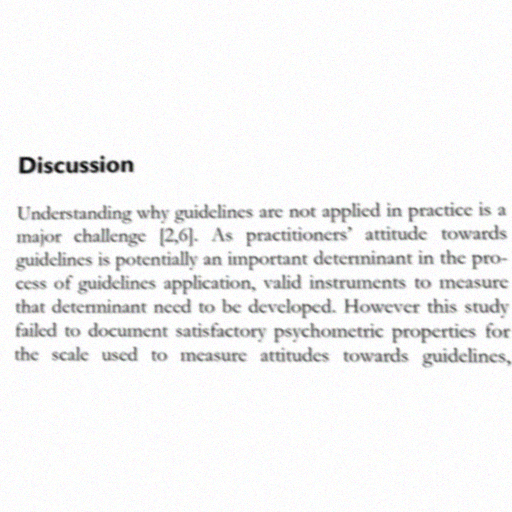 Discussion
Understanding why guidelines are not applied in practice is a
major challenge [2,6]. As practitioners' attitude towards
guidelines is potentially an important determinant in the pro-
cess of guidelines application, valid instruments to measure
that determinant need to be developed. However this study
failed to document satisfactory psychometric properties for
the scale used to measure attitudes towards guidelines,